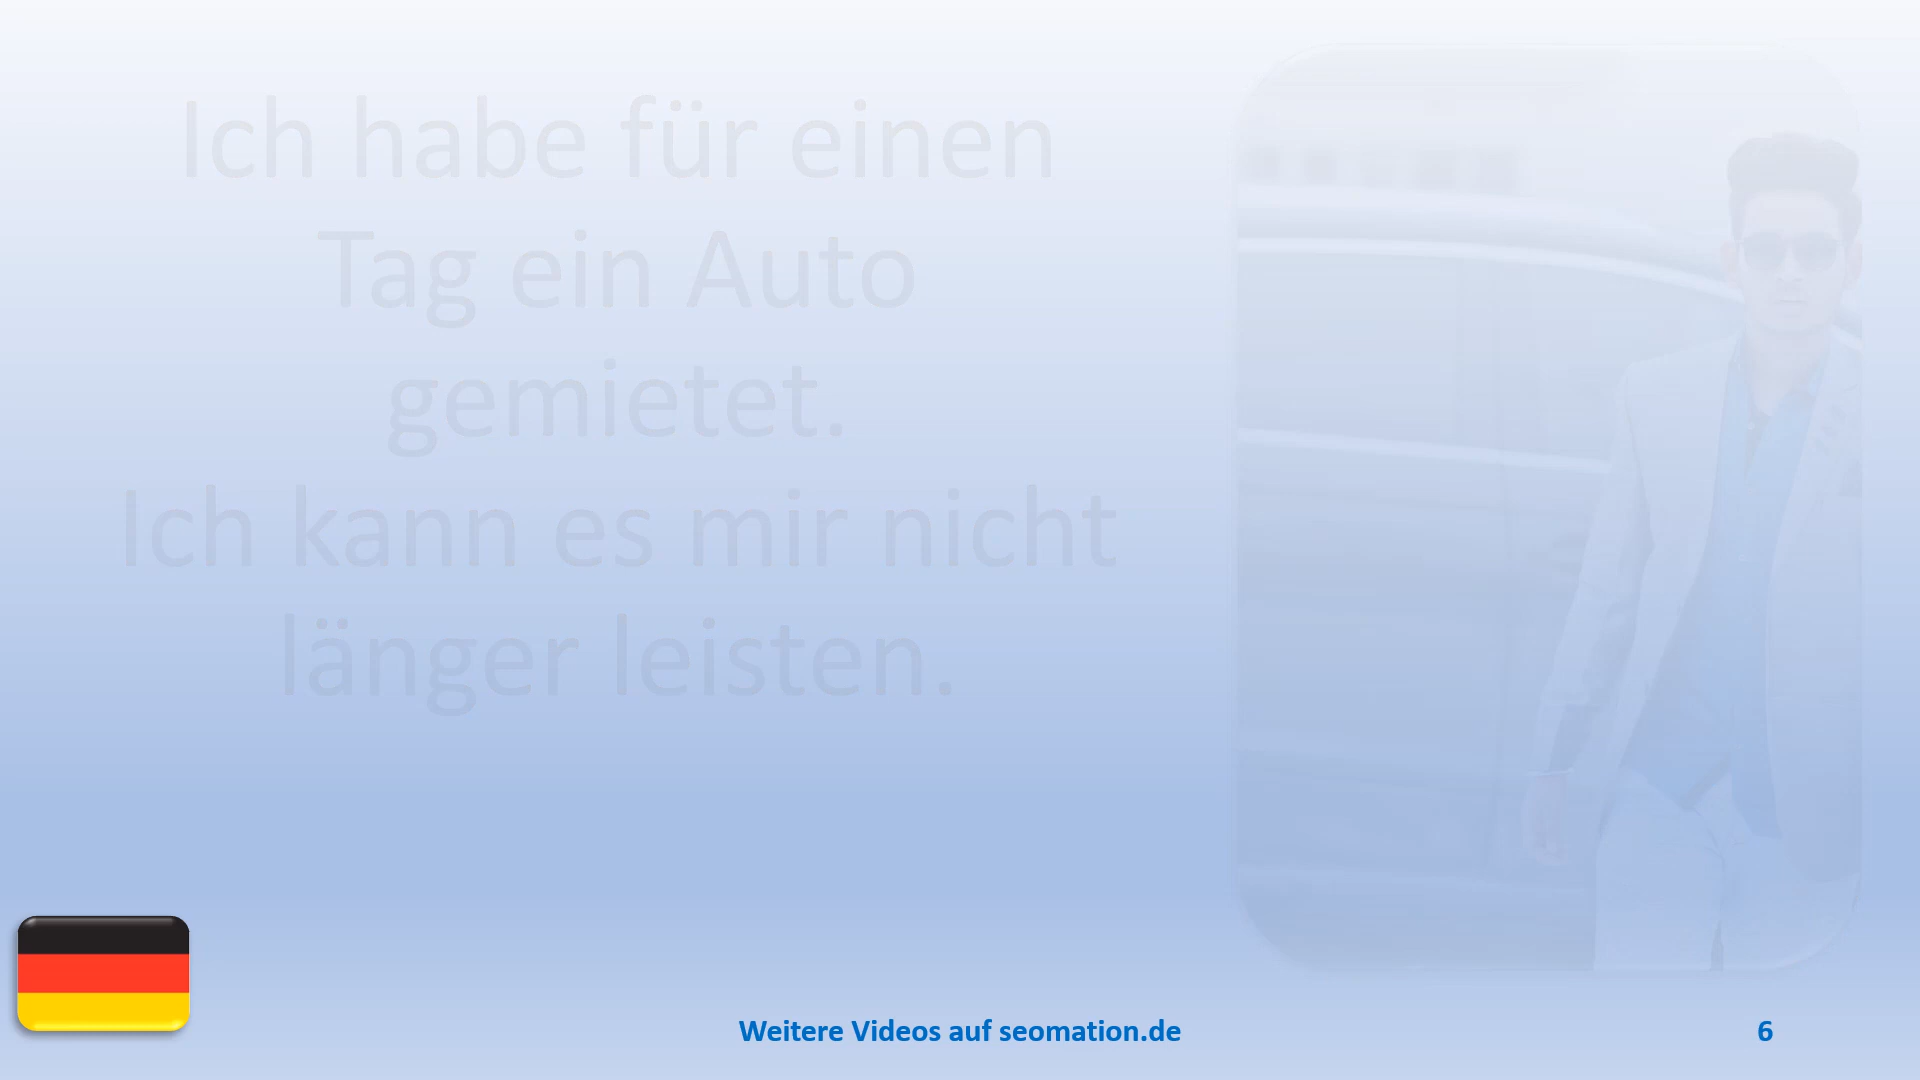 Ich habe für einen
Tag ein Auto
gemietet.
Ich kann es mir nicht
länger leisten.
Weitere Videos auf seomation.de
6